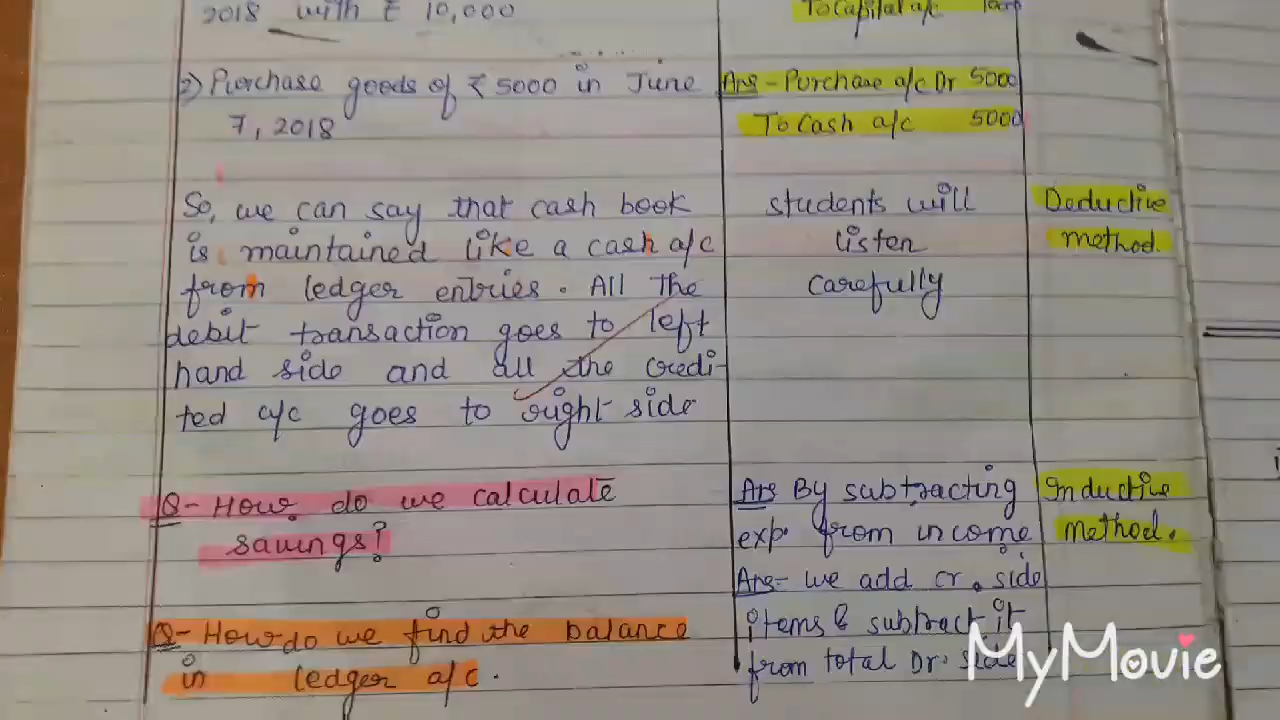 2018 with ₹ 10,000
To Capital a/c
2) Purchase goods of ₹ 5000 in June
7, 2018
Ans - Purchase a/c Dr 5000
To Cash a/c 5000
So, we can say that cash book
is maintained like a cash a/c
from ledger entries. All the
debit transaction goes to left
hand side and all the credi-
ted a/c goes to right side
students will
listen
carefully
Deductive
method.
Q- How do we calculate
savings?
Ans By subtracting
exp. from income
Inductive
method.
Q- How do we find the balance
in ledger a/c.
Ans- we add cr. side
items & subtract it
from total Dr. side
MyMovie